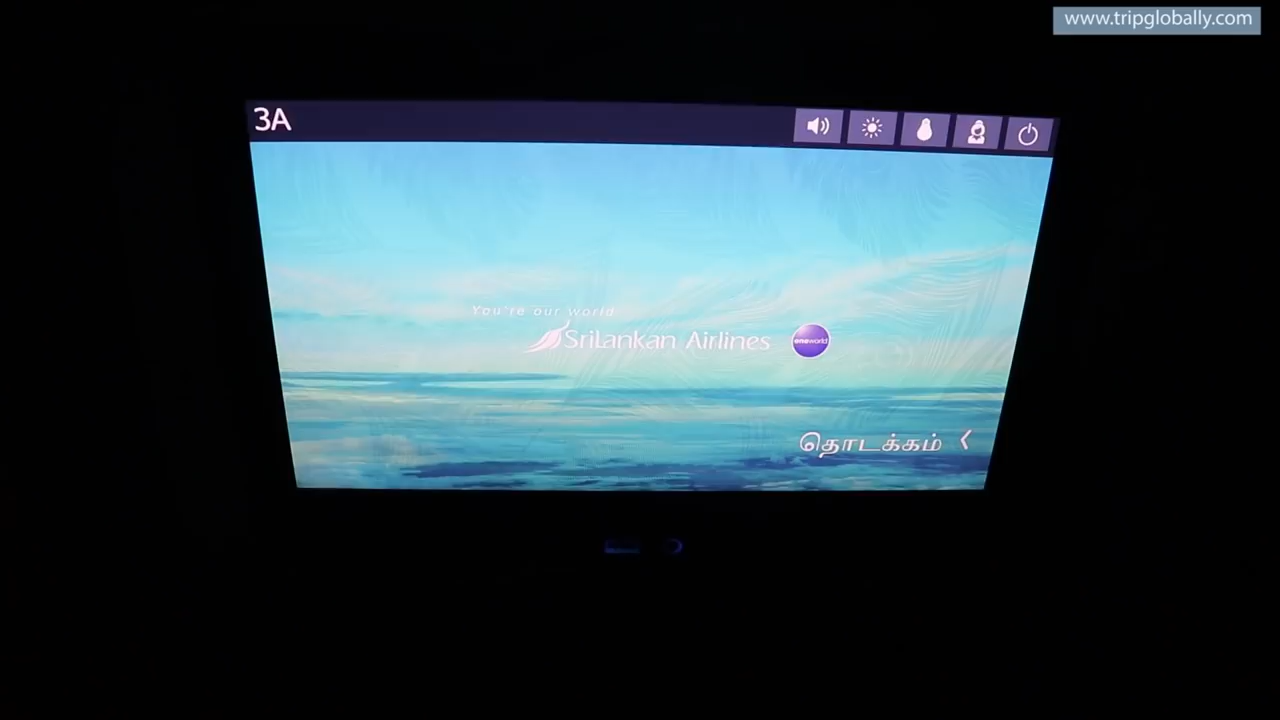 www.tripglobally.com
3A
You're our world
SriLankan Airlines
oneworld
தொடக்கம்